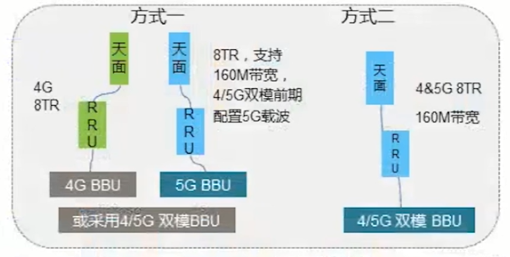 方式一
方式二
天面
天面
8TR，支持
160M带宽，
4/5G双模前期
配置5G载波
天面
4G
8TR
4&5G 8TR
160M带宽
RRU
RRU
RRU
4G BBU
5G BBU
或采用4/5G 双模BBU
4/5G 双模 BBU